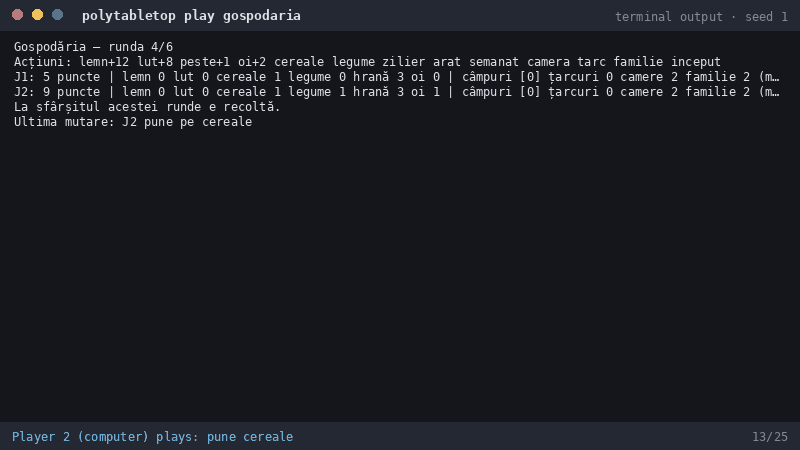 polytabletop play gospodaria
terminal output · seed 1
Gospodăria — runda 4/6
Acțiuni: lemn+12 lut+8 peste+1 oi+2 cereale legume zilier arat semanat camera tarc familie inceput
J1: 5 puncte | lemn 0 lut 0 cereale 1 legume 0 hrană 3 oi 0 | câmpuri [0] țarcuri 0 camere 2 familie 2 (m…
J2: 9 puncte | lemn 0 lut 0 cereale 1 legume 1 hrană 3 oi 1 | câmpuri [0] țarcuri 0 camere 2 familie 2 (m…
La sfârșitul acestei runde e recoltă.
Ultima mutare: J2 pune pe cereale
Player 2 (computer) plays: pune cereale
13/25